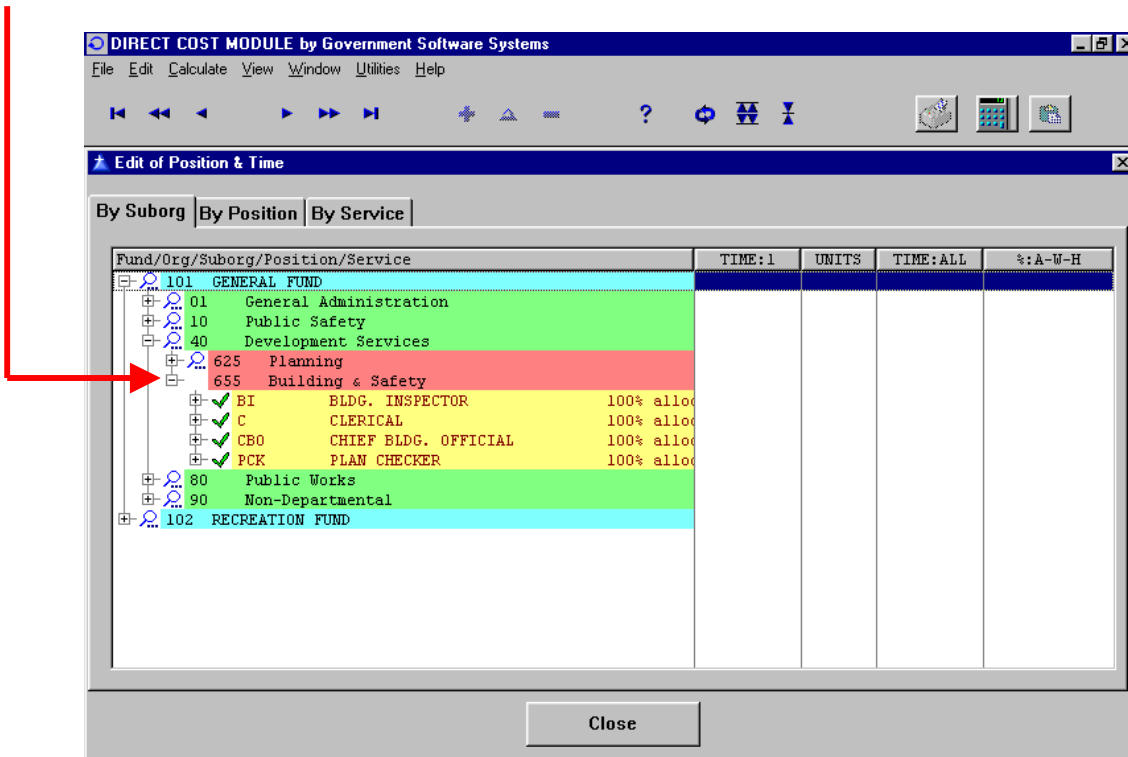 DIRECT COST MODULE by Government Software Systems
File Edit Calculate View Window Utilities Help
?
Edit of Position & Time
By Suborg By Position By Service
Fund/Org/Suborg/Position/Service TIME:1 UNITS TIME:ALL %:A-W-H
101 GENERAL FUND
01 General Administration
10 Public Safety
40 Development Services
625 Planning
655 Building & Safety
BI BLDG. INSPECTOR 100% alloc
C CLERICAL 100% alloc
CBO CHIEF BLDG. OFFICIAL 100% alloc
PCK PLAN CHECKER 100% alloc
80 Public Works
90 Non-Departmental
102 RECREATION FUND
Close